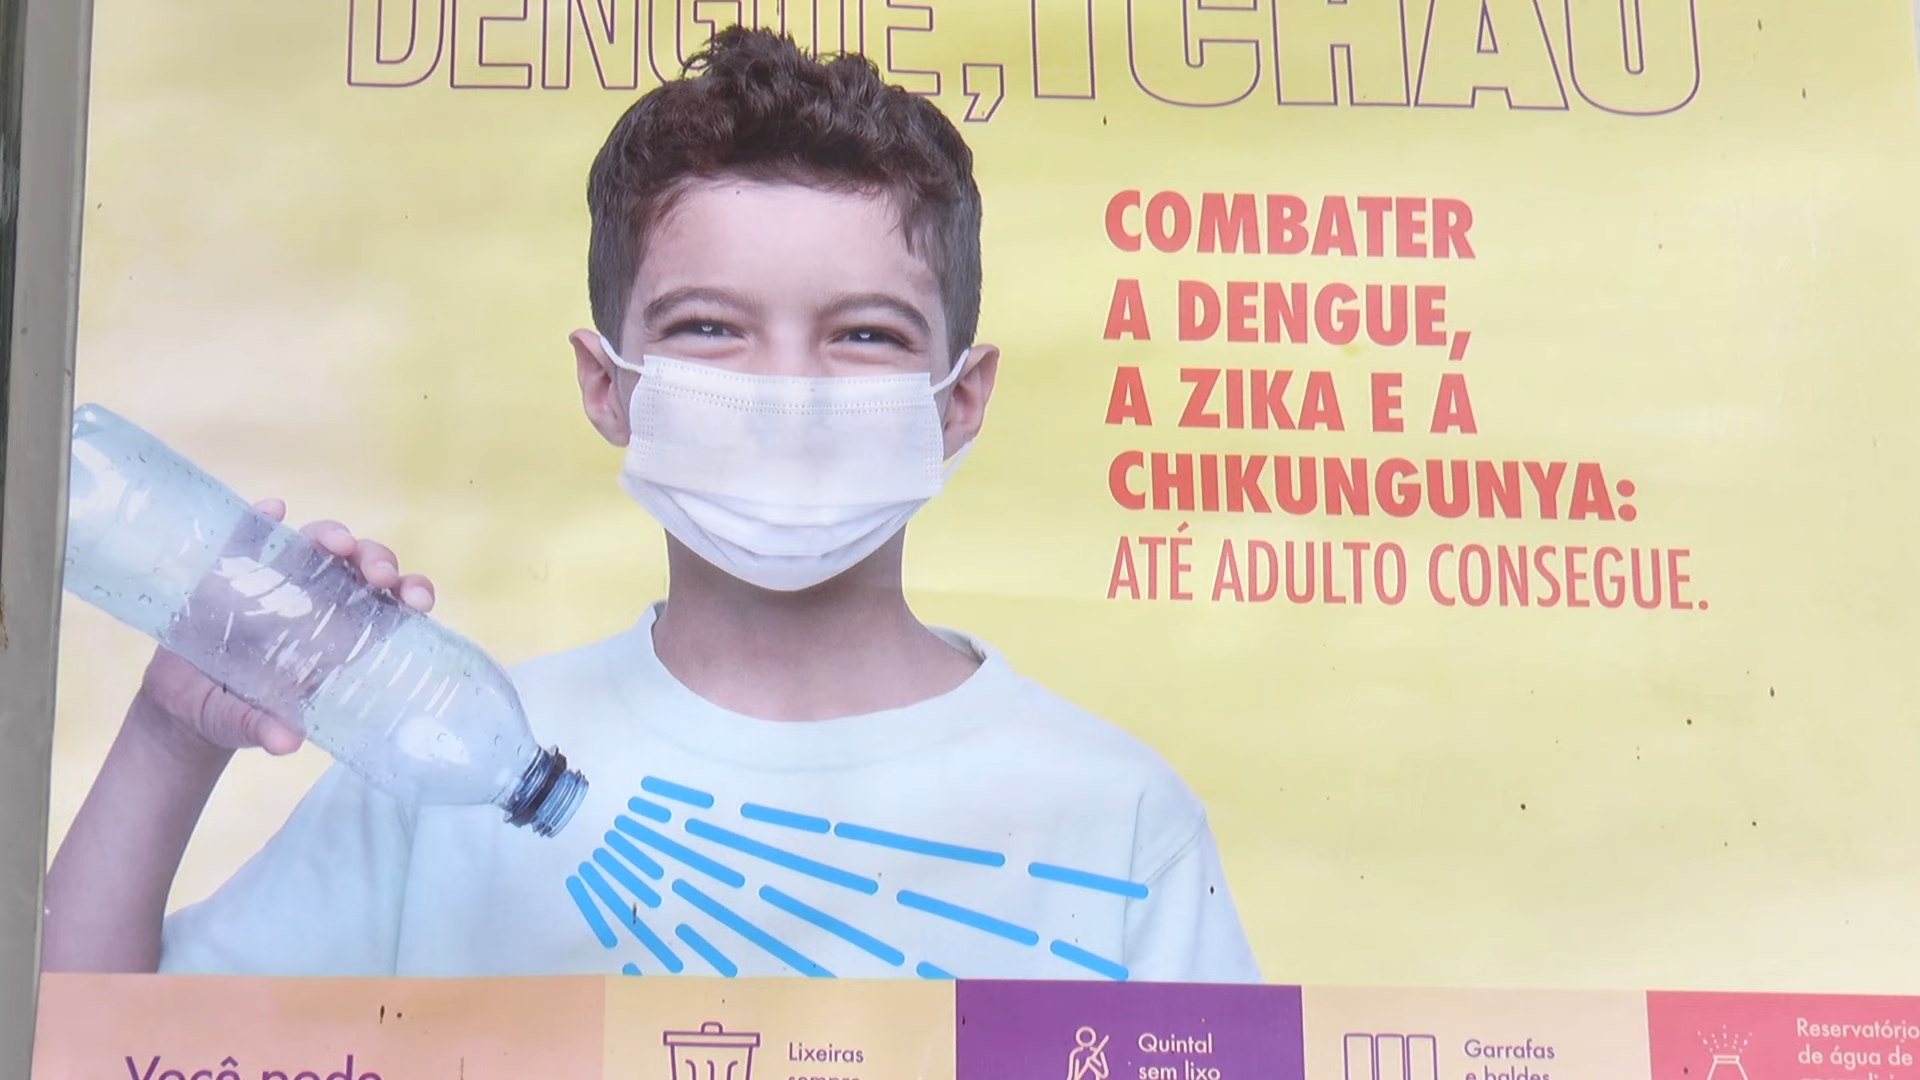 DENGUE, TCHAU
COMBATER
A DENGUE,
A ZIKA E A
CHIKUNGUNYA:
ATÉ ADULTO CONSEGUE.
Você pode
Lixeiras
sempre
Quintal
sem lixo
Garrafas
e baldes
Reservatório
de água de